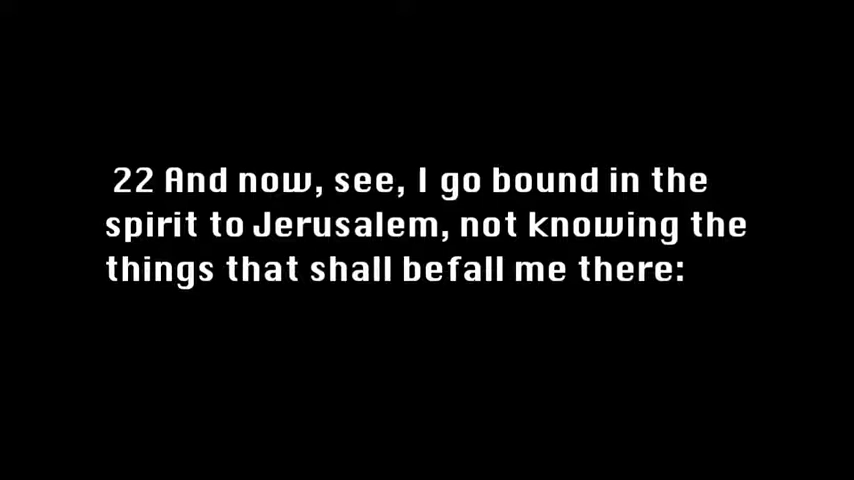 22 And now, see, I go bound in the
spirit to Jerusalem, not knowing the
things that shall befall me there: